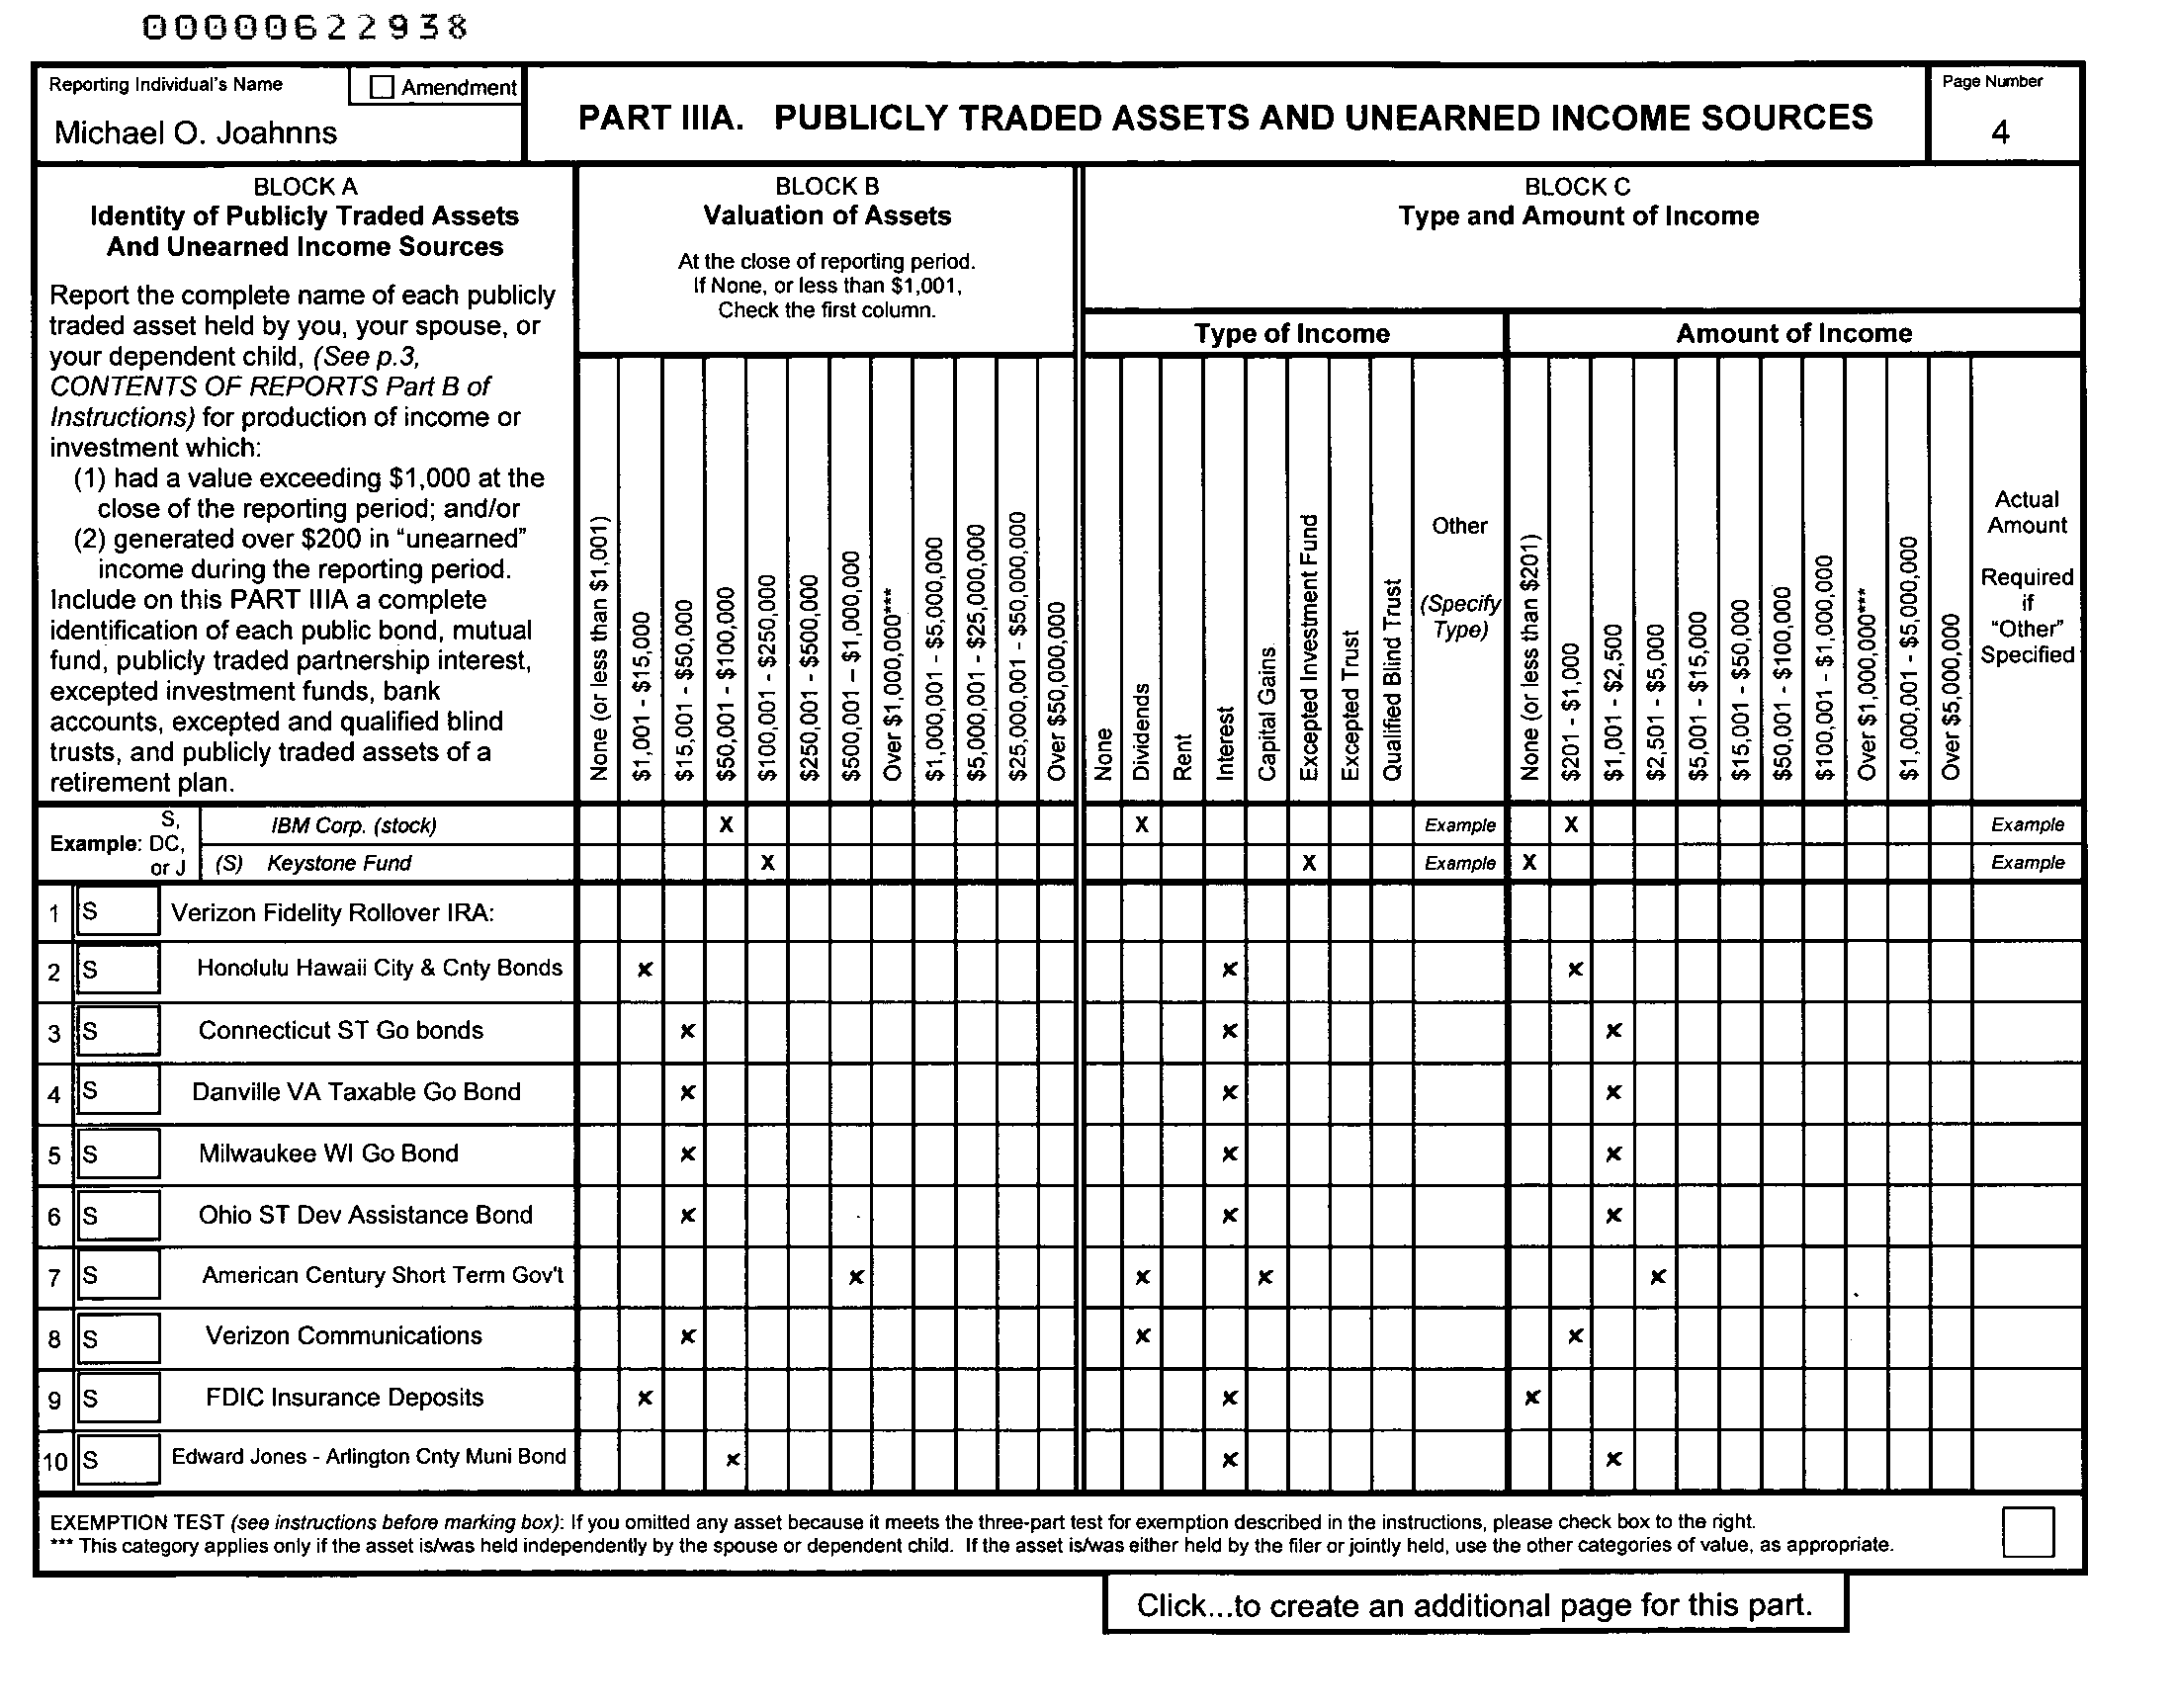 00000622938
Reporting Individual's Name
Amendment
Michael O. Joahnns
PART IIIA. PUBLICLY TRADED ASSETS AND UNEARNED INCOME SOURCES
Page Number
4
BLOCK A
Identity of Publicly Traded Assets
And Unearned Income Sources
Report the complete name of each publicly
traded asset held by you, your spouse, or
your dependent child, (See p.3,
CONTENTS OF REPORTS Part B of
Instructions) for production of income or
investment which:
(1) had a value exceeding $1,000 at the
close of the reporting period; and/or
(2) generated over $200 in “unearned”
income during the reporting period.
Include on this PART IIIA a complete
identification of each public bond, mutual
fund, publicly traded partnership interest,
excepted investment funds, bank
accounts, excepted and qualified blind
trusts, and publicly traded assets of a
retirement plan.
BLOCK B
Valuation of Assets
At the close of reporting period.
If None, or less than $1,001,
Check the first column.
None (or less than $1,001)
$1,001 - $15,000
$15,001 - $50,000
$50,001 - $100,000
$100,001 - $250,000
$250,001 - $500,000
$500,001 – $1,000,000
Over $1,000,000***
$1,000,001 - $5,000,000
$5,000,001 - $25,000,000
$25,000,001 - $50,000,000
Over $50,000,000
BLOCK C
Type and Amount of Income
Type of Income
None
Dividends
Rent
Interest
Capital Gains
Excepted Investment Fund
Excepted Trust
Qualified Blind Trust
Other
(Specify
Type)
Amount of Income
None (or less than $201)
$201 - $1,000
$1,001 - $2,500
$2,501 - $5,000
$5,001 - $15,000
$15,001 - $50,000
$50,001 - $100,000
$100,001 - $1,000,000
Over $1,000,000***
$1,000,001 - $5,000,000
Over $5,000,000
Actual
Amount
Required
if
“Other”
Specified
Example: S, DC, or J
IBM Corp. (stock) X X Example X Example
(S) Keystone Fund X X Example X Example
1 S Verizon Fidelity Rollover IRA:
2 S Honolulu Hawaii City & Cnty Bonds x x x
3 S Connecticut ST Go bonds x x x
4 S Danville VA Taxable Go Bond x x x
5 S Milwaukee WI Go Bond x x x
6 S Ohio ST Dev Assistance Bond x x x
7 S American Century Short Term Gov't x x x x
8 S Verizon Communications x x x
9 S FDIC Insurance Deposits x x x
10 S Edward Jones - Arlington Cnty Muni Bond x x x
EXEMPTION TEST (see instructions before marking box): If you omitted any asset because it meets the three-part test for exemption described in the instructions, please check box to the right.
*** This category applies only if the asset is/was held independently by the spouse or dependent child. If the asset is/was either held by the filer or jointly held, use the other categories of value, as appropriate.
Click...to create an additional page for this part.